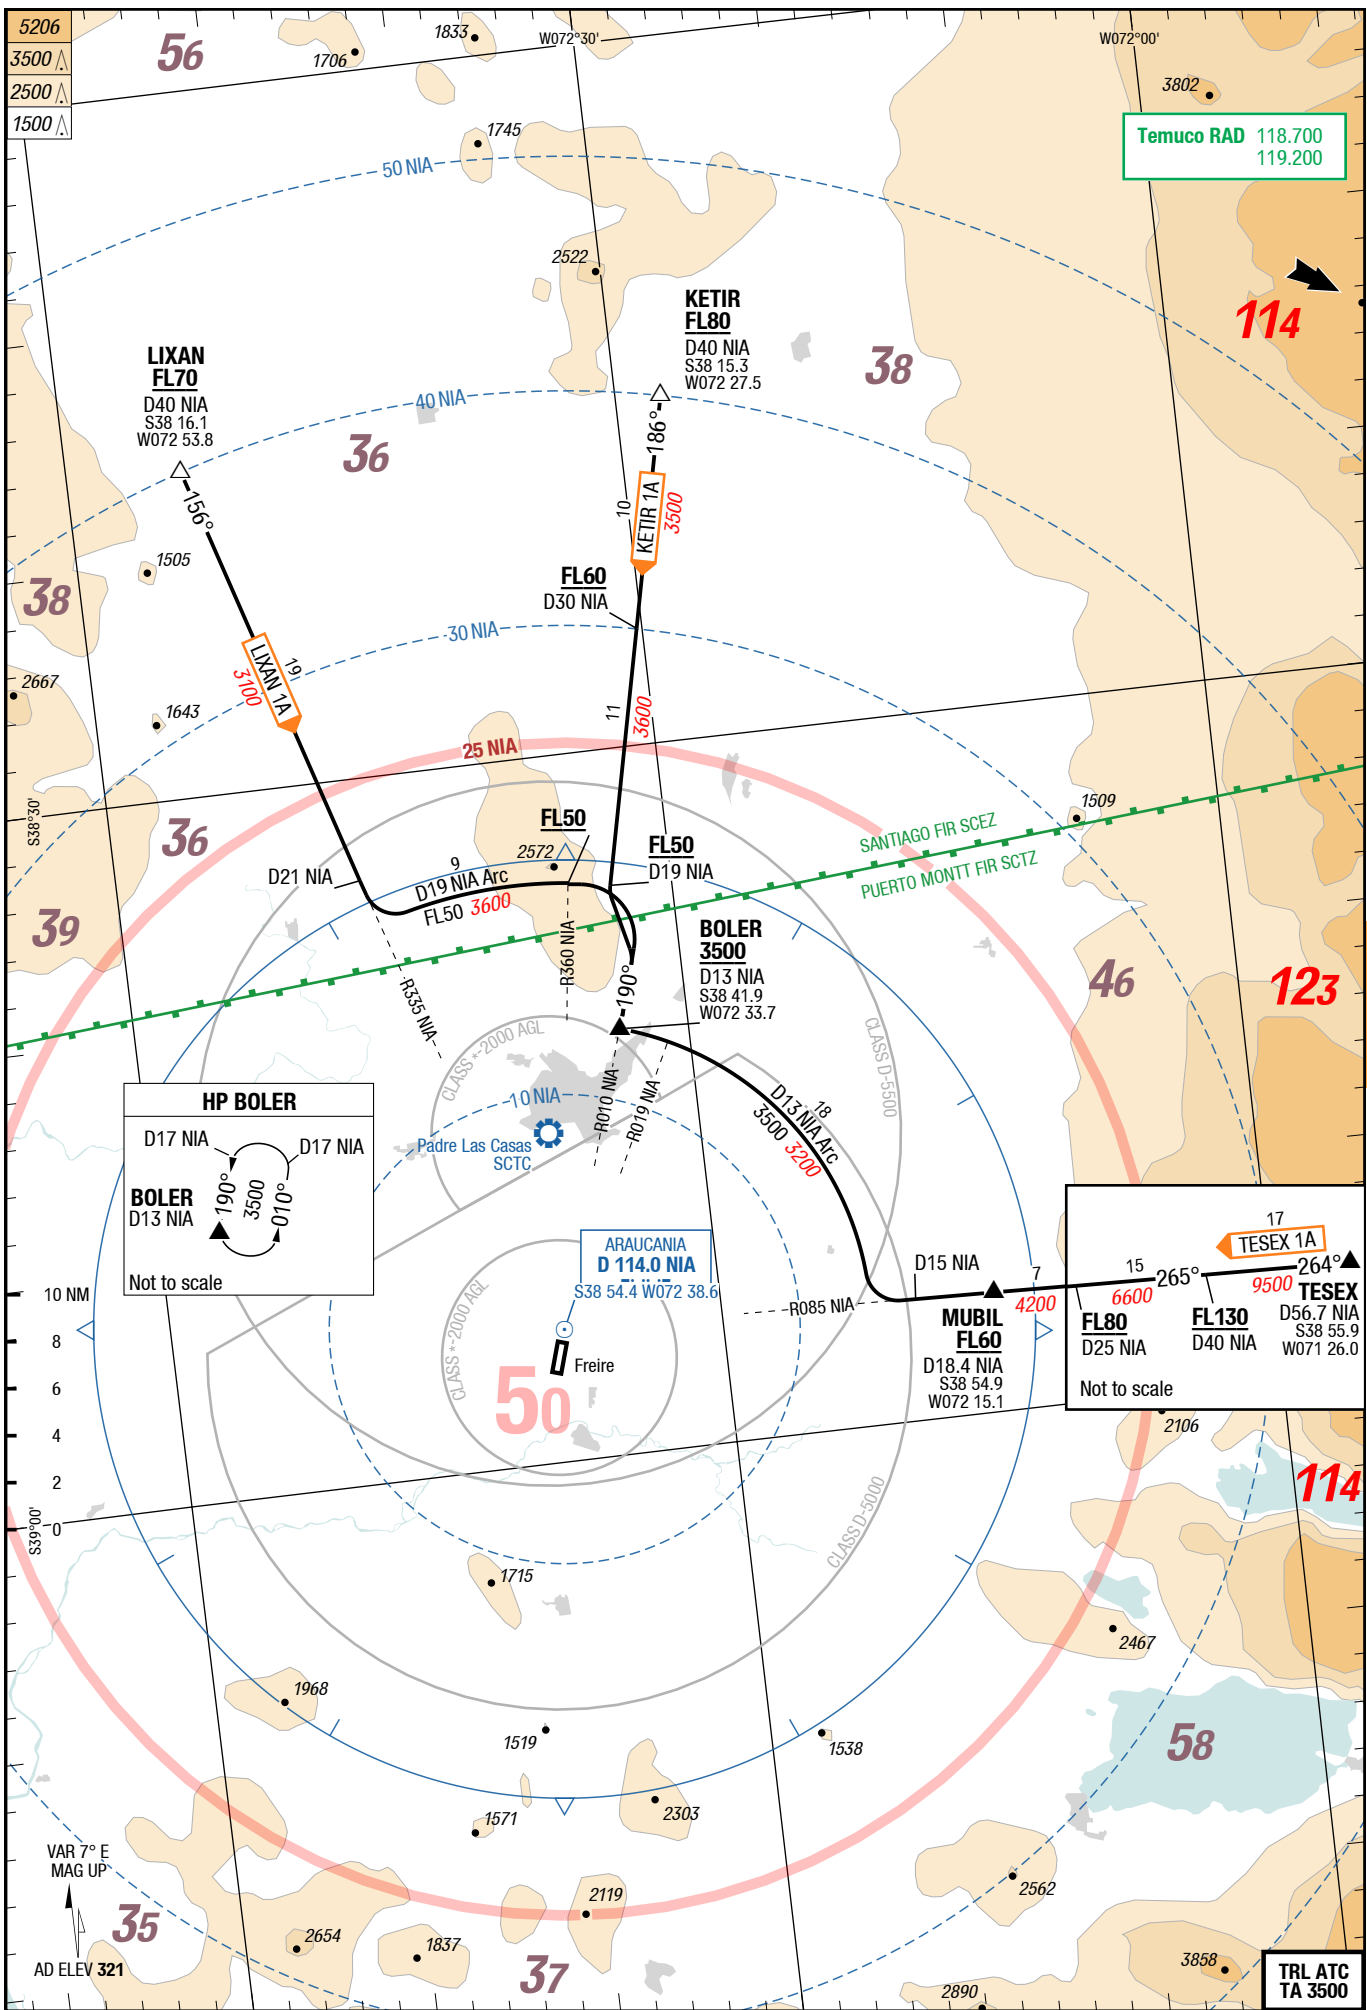 5206
3500
2500
1500
56
1706
1833
W072°30'
W072°00'
3802
Temuco RAD 118.700
119.200
1745
50 NIA
2522
114
KETIR
FL80
D40 NIA
S38 15.3
W072 27.5
38
LIXAN
FL70
D40 NIA
S38 16.1
W072 53.8
40 NIA
36
186°
KETIR 1A
10
3500
156°
1505
38
FL60
D30 NIA
30 NIA
LIXAN 1A
19
3100
2667
1643
11
3600
25 NIA
S38°30'
36
1509
SANTIAGO FIR SCEZ
PUERTO MONTT FIR SCTZ
FL50
2572
FL50
D19 NIA
D21 NIA
9
D19 NIA Arc
FL50 3600
39
R335 NIA
R360 NIA
190°
BOLER
3500
D13 NIA
S38 41.9
W072 33.7
46
123
CLASS *-2000 AGL
CLASS D-5500
10 NIA
R010 NIA
R019 NIA
18
D13 NIA Arc
3500 3200
Padre Las Casas
SCTC
HP BOLER
D17 NIA
D17 NIA
190°
3500
010°
BOLER
D13 NIA
Not to scale
ARAUCANIA
D 114.0 NIA
S38 54.4 W072 38.6
CLASS *-2000 AGL
Freire
50
R085 NIA
D15 NIA
MUBIL
FL60
D18.4 NIA
S38 54.9
W072 15.1
7
4200
17
TESEX 1A
15
265°
6600
264°
9500
FL80
D25 NIA
FL130
D40 NIA
TESEX
D56.7 NIA
S38 55.9
W071 26.0
Not to scale
10 NM
8
6
4
2
0
S39°00'
2106
114
CLASS D-5000
1715
2467
1968
1519
1538
58
1571
2303
VAR 7° E
MAG UP
35
2119
2562
2654
1837
37
AD ELEV 321
3858
2890
TRL ATC
TA 3500